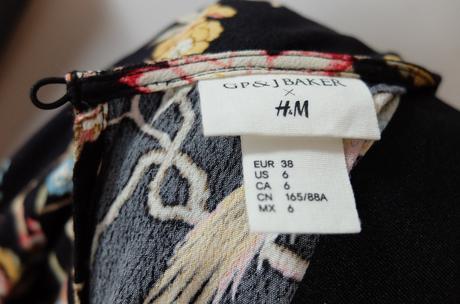 GP & J BAKER
×
H&M
EUR 38
US 6
CA 6
CN 165/88A
MX 6